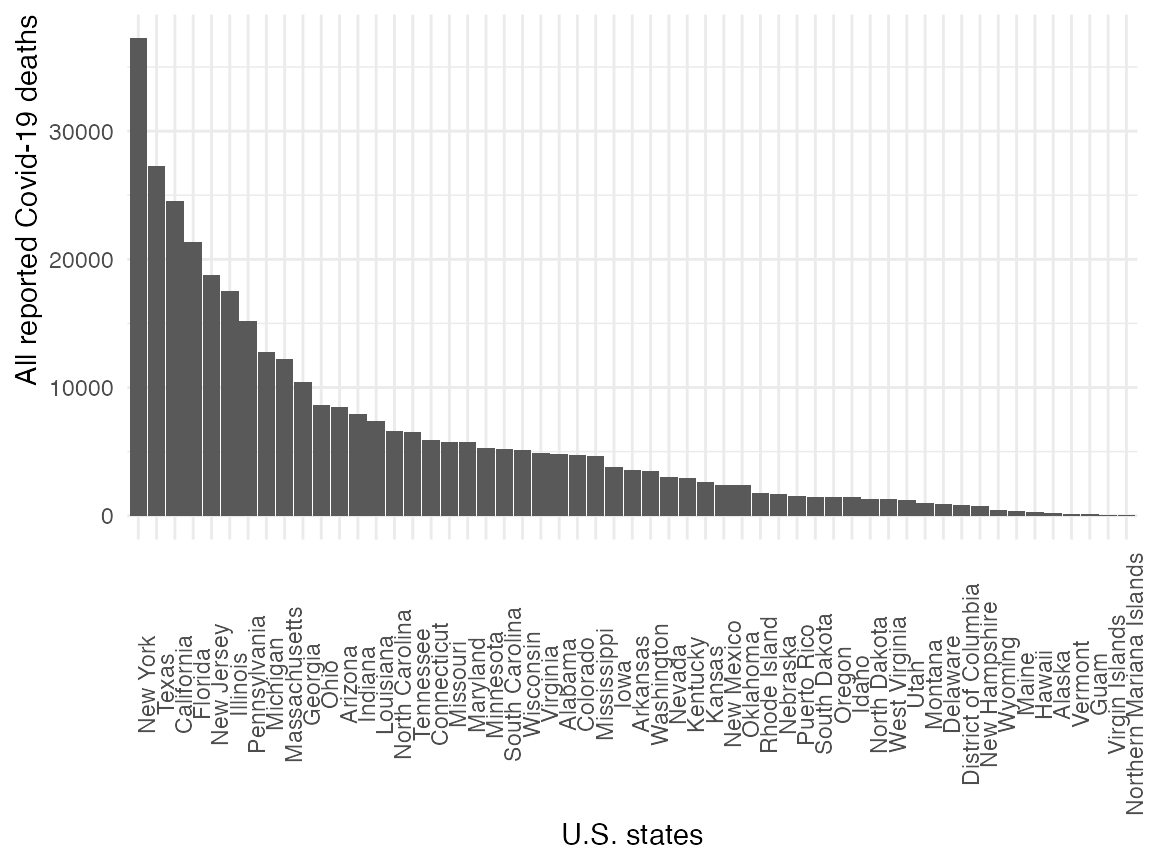 All reported Covid-19 deaths
30000
20000
10000
0
New York
Texas
California
Florida
New Jersey
Illinois
Pennsylvania
Michigan
Massachusetts
Georgia
Ohio
Arizona
Indiana
Louisiana
North Carolina
Tennessee
Connecticut
Missouri
Maryland
Minnesota
South Carolina
Wisconsin
Virginia
Alabama
Colorado
Mississippi
Iowa
Arkansas
Washington
Nevada
Kentucky
Kansas
New Mexico
Oklahoma
Rhode Island
Nebraska
Puerto Rico
South Dakota
Oregon
Idaho
North Dakota
West Virginia
Utah
Montana
Delaware
District of Columbia
New Hampshire
Wyoming
Maine
Hawaii
Alaska
Vermont
Guam
Virgin Islands
Northern Mariana Islands
U.S. states